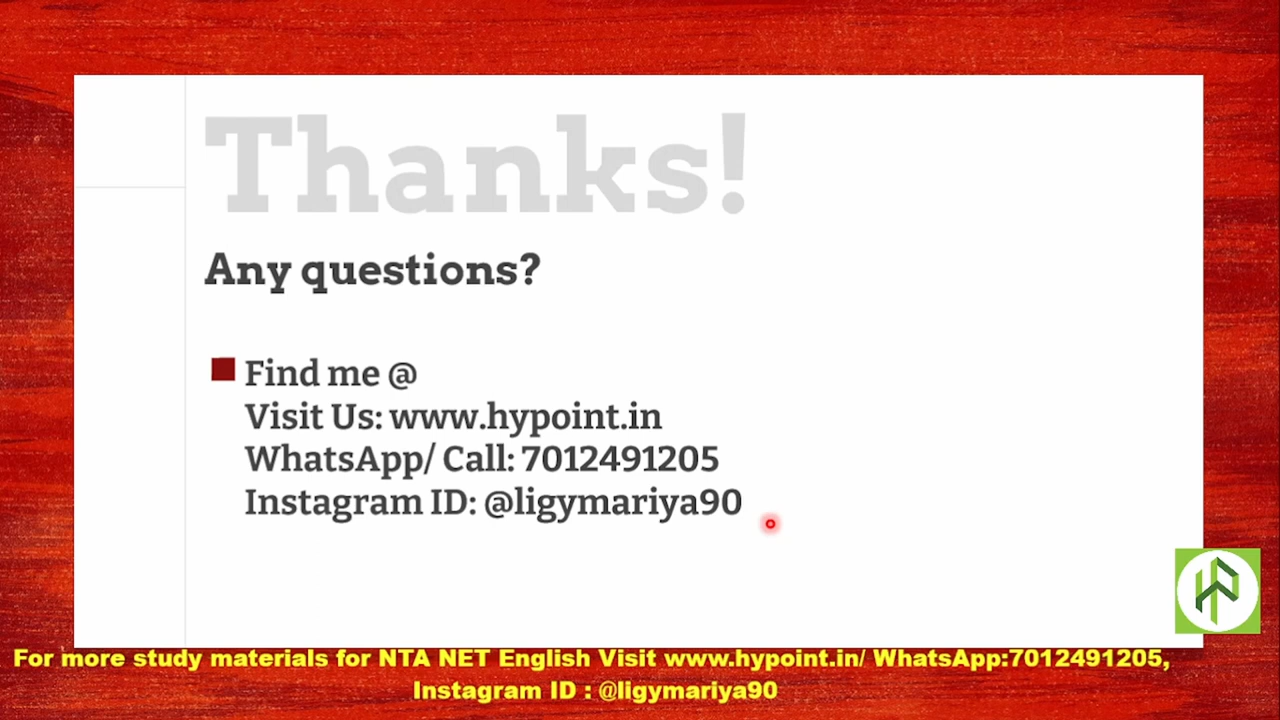 Thanks!
Any questions?
Find me @
Visit Us: www.hypoint.in
WhatsApp/ Call: 7012491205
Instagram ID: @ligymariya90
For more study materials for NTA NET English Visit www.hypoint.in/ WhatsApp:7012491205,
Instagram ID : @ligymariya90